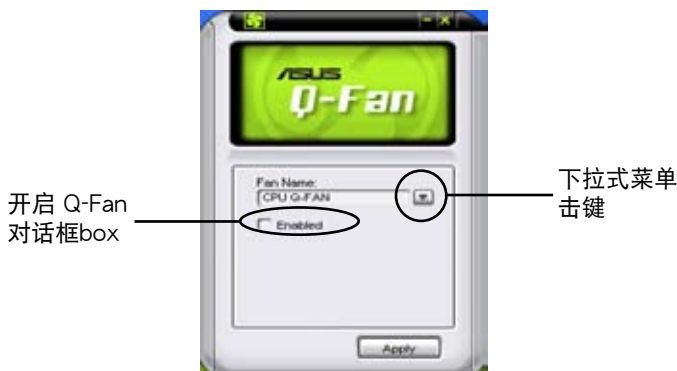 ASUS
Q-Fan
Fan Name:
CPU Q-FAN
Enabled
Apply
开启 Q-Fan
对话框box
下拉式菜单
击键